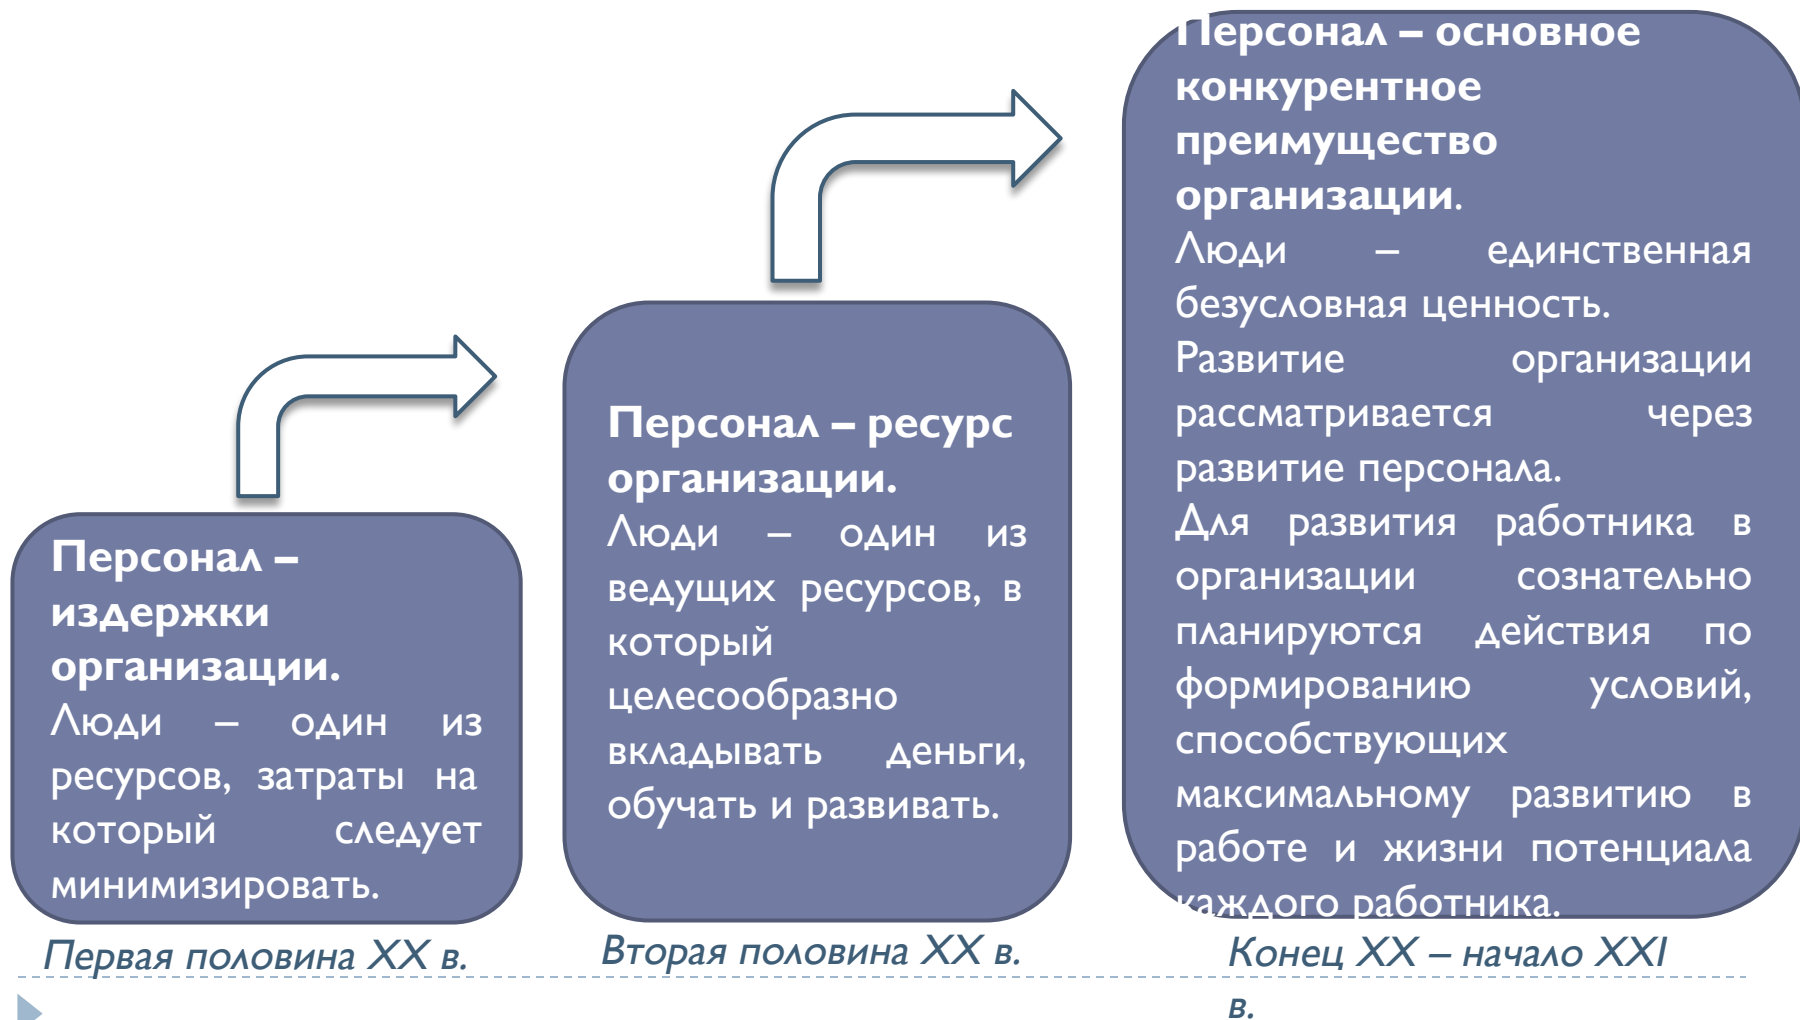 Персонал –
издержки
организации.
Люди – один из
ресурсов, затраты на
который следует
минимизировать.
Первая половина XX в.
Персонал – ресурс
организации.
Люди – один из
ведущих ресурсов, в
который
целесообразно
вкладывать деньги,
обучать и развивать.
Вторая половина XX в.
Персонал – основное
конкурентное
преимущество
организации.
Люди – единственная
безусловная ценность.
Развитие организации
рассматривается через
развитие персонала.
Для развития работника в
организации сознательно
планируются действия по
формированию условий,
способствующих
максимальному развитию в
работе и жизни потенциала
каждого работника.
Конец XX – начало XXI
в.